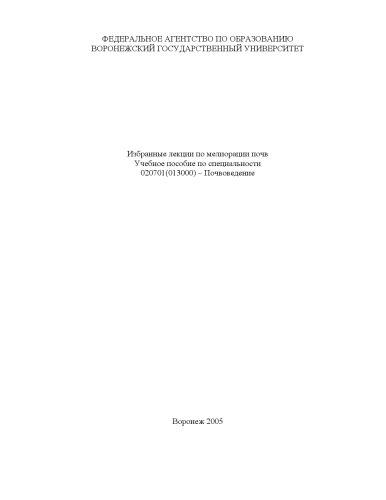 ФЕДЕРАЛЬНОЕ АГЕНТСТВО ПО ОБРАЗОВАНИЮ
ВОРОНЕЖСКИЙ ГОСУДАРСТВЕННЫЙ УНИВЕРСИТЕТ
Избранные лекции по мелиорации почв
Учебное пособие по специальности
020701(013000) – Почвоведение
Воронеж 2005